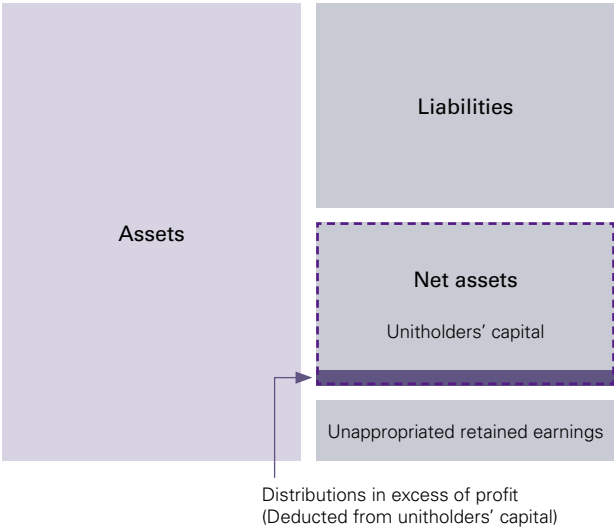 Liabilities
Assets
Net assets
Unitholders’ capital
Unappropriated retained earnings
Distributions in excess of profit
(Deducted from unitholders’ capital)